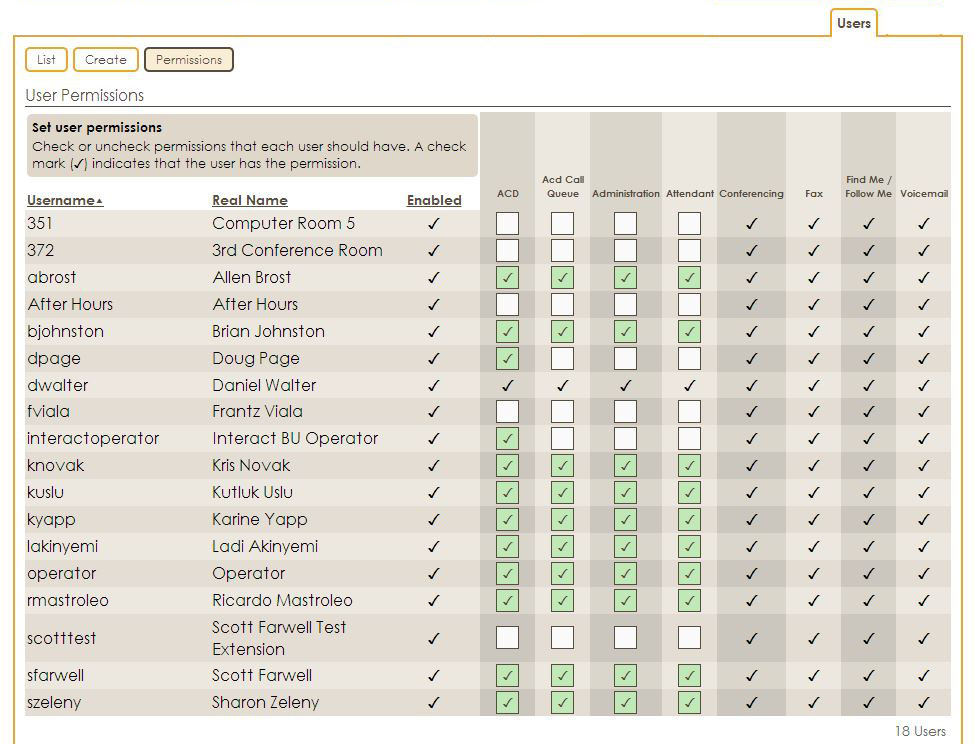 Users
List Create Permissions
User Permissions
Set user permissions
Check or uncheck permissions that each user should have. A check
mark (✓) indicates that the user has the permission.
Username▲ Real Name Enabled ACD Acd Call Queue Administration Attendant Conferencing Fax Find Me / Follow Me Voicemail
351 Computer Room 5 ✓ ✓ ✓ ✓ ✓
372 3rd Conference Room ✓ ✓ ✓ ✓ ✓
abrost Allen Brost ✓ ✓ ✓ ✓ ✓ ✓ ✓ ✓ ✓
After Hours After Hours ✓ ✓ ✓ ✓ ✓
bjohnston Brian Johnston ✓ ✓ ✓ ✓ ✓ ✓ ✓ ✓ ✓
dpage Doug Page ✓ ✓ ✓ ✓ ✓ ✓
dwalter Daniel Walter ✓ ✓ ✓ ✓ ✓ ✓ ✓ ✓ ✓
fviala Frantz Viala ✓ ✓ ✓ ✓ ✓
interactoperator Interact BU Operator ✓ ✓ ✓ ✓ ✓ ✓
knovak Kris Novak ✓ ✓ ✓ ✓ ✓ ✓ ✓ ✓ ✓
kuslu Kutluk Uslu ✓ ✓ ✓ ✓ ✓ ✓ ✓ ✓ ✓
kyapp Karine Yapp ✓ ✓ ✓ ✓ ✓ ✓ ✓ ✓ ✓
lakinyemi Ladi Akinyemi ✓ ✓ ✓ ✓ ✓ ✓ ✓ ✓ ✓
operator Operator ✓ ✓ ✓ ✓ ✓ ✓ ✓ ✓ ✓
rmastroleo Ricardo Mastroleo ✓ ✓ ✓ ✓ ✓ ✓ ✓ ✓ ✓
scotttest Scott Farwell Test
Extension ✓ ✓ ✓ ✓ ✓
sfarwell Scott Farwell ✓ ✓ ✓ ✓ ✓ ✓ ✓ ✓ ✓
szeleny Sharon Zeleny ✓ ✓ ✓ ✓ ✓ ✓ ✓ ✓ ✓
18 Users